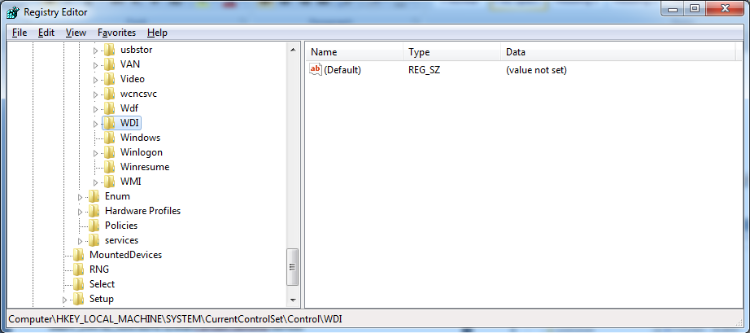 Registry Editor
File Edit View Favorites Help
usbstor
VAN
Video
wcncsvc
Wdf
WDI
Windows
Winlogon
Winresume
WMI
Enum
Hardware Profiles
Policies
services
MountedDevices
RNG
Select
Setup
Name Type Data
ab (Default) REG_SZ (value not set)
Computer\HKEY_LOCAL_MACHINE\SYSTEM\CurrentControlSet\Control\WDI